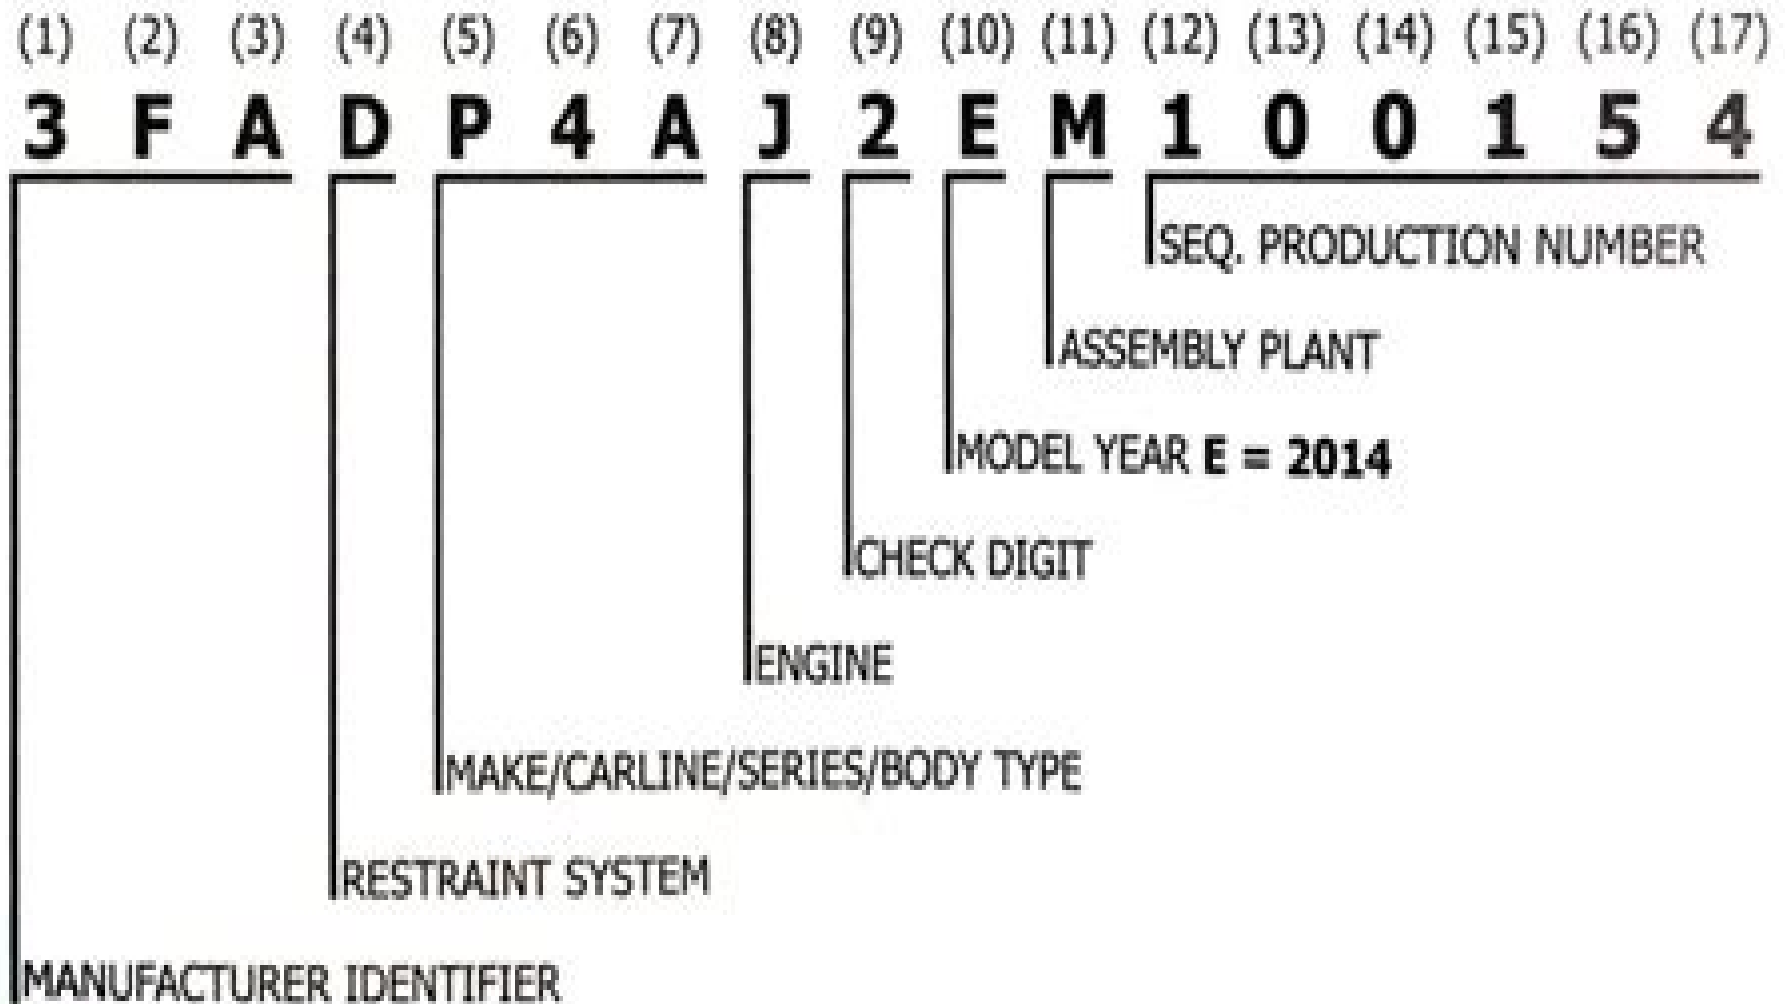 (1) (2) (3) (4) (5) (6) (7) (8) (9) (10) (11) (12) (13) (14) (15) (16) (17)
3 F A D P 4 A J 2 E M 1 0 0 1 5 4
SEQ. PRODUCTION NUMBER
ASSEMBLY PLANT
MODEL YEAR E = 2014
CHECK DIGIT
ENGINE
MAKE/CARLINE/SERIES/BODY TYPE
RESTRAINT SYSTEM
MANUFACTURER IDENTIFIER